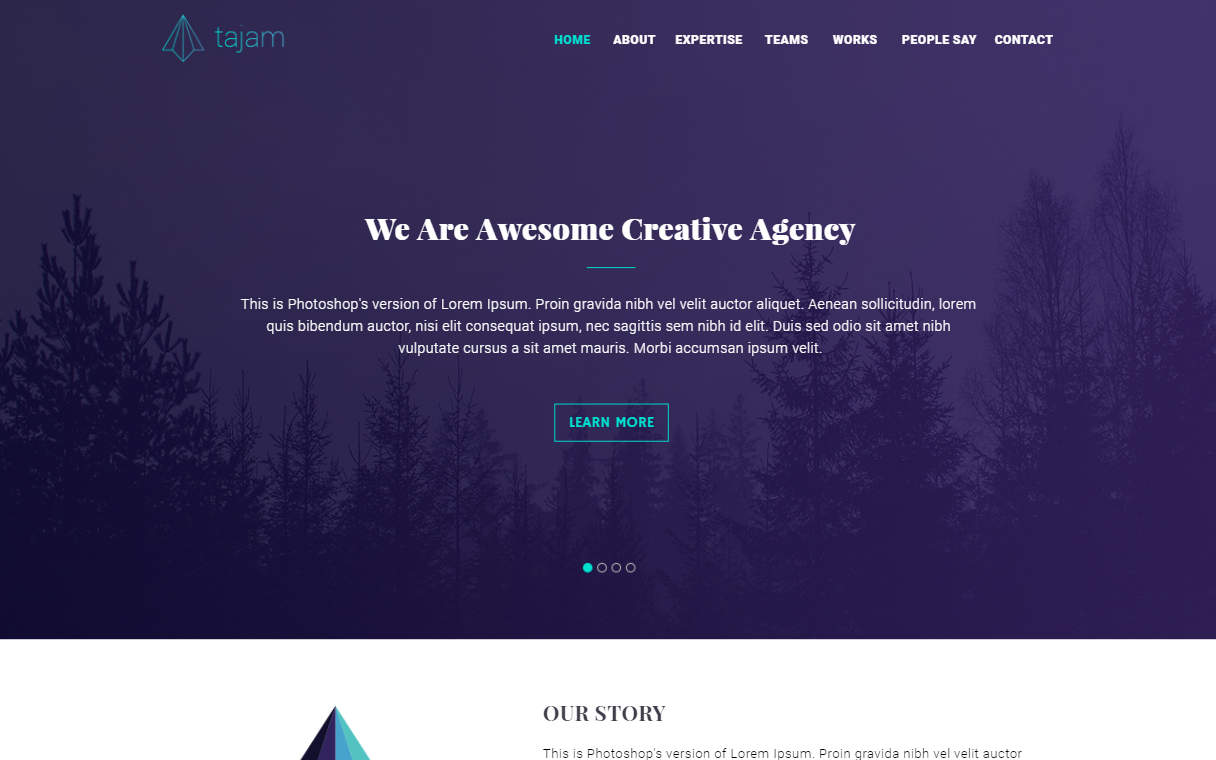 tajam
HOME ABOUT EXPERTISE TEAMS WORKS PEOPLE SAY CONTACT
We Are Awesome Creative Agency
This is Photoshop's version of Lorem Ipsum. Proin gravida nibh vel velit auctor aliquet. Aenean sollicitudin, lorem
quis bibendum auctor, nisi elit consequat ipsum, nec sagittis sem nibh id elit. Duis sed odio sit amet nibh
vulputate cursus a sit amet mauris. Morbi accumsan ipsum velit.
LEARN MORE
OUR STORY
This is Photoshop's version of Lorem Ipsum. Proin gravida nibh vel velit auctor